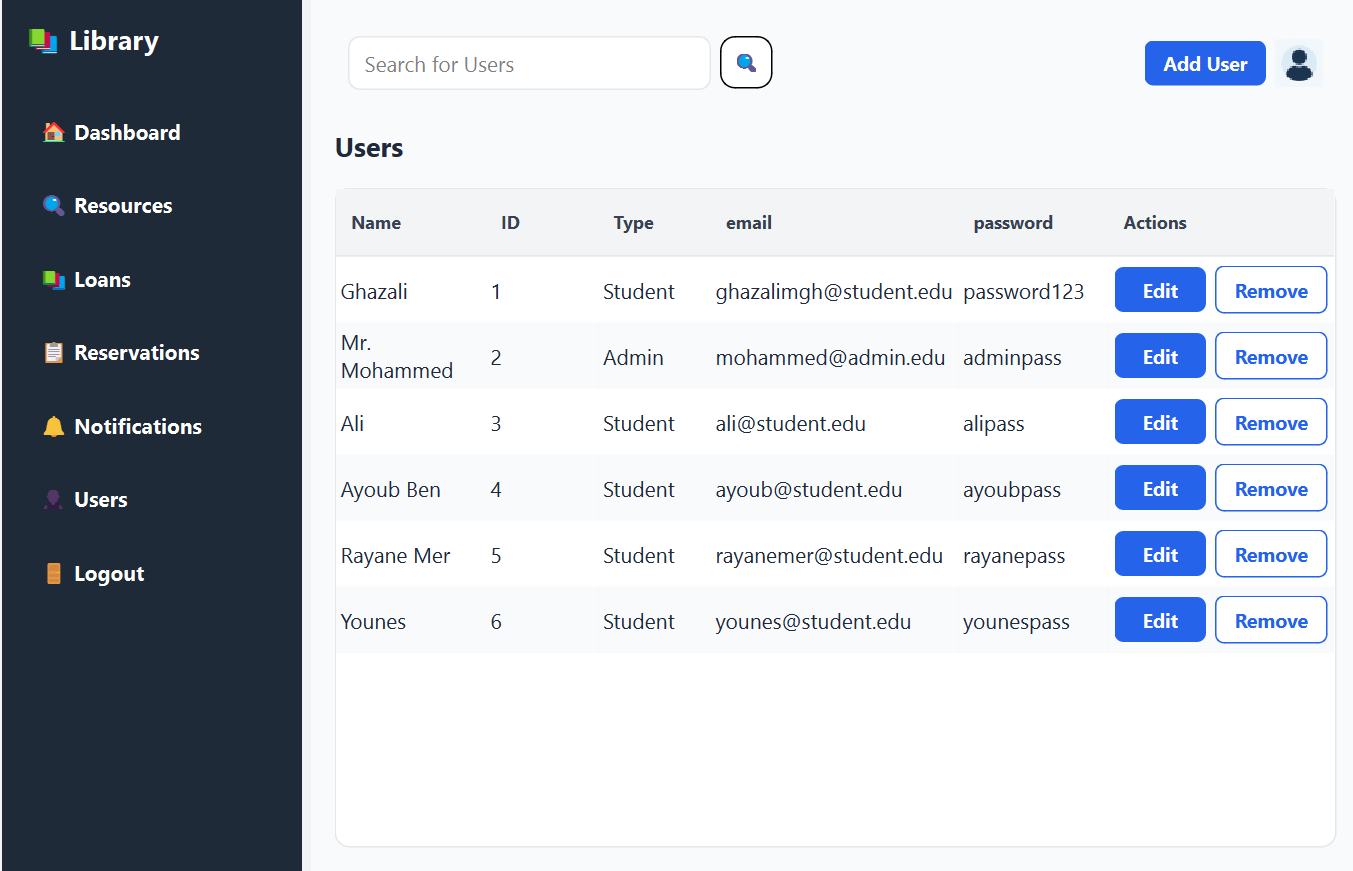 Library
Dashboard
Resources
Loans
Reservations
Notifications
Users
Logout
Search for Users
Add User
Users
Name ID Type email password Actions
Ghazali 1 Student ghazalimgh@student.edu password123 Edit Remove
Mr.
Mohammed 2 Admin mohammed@admin.edu adminpass Edit Remove
Ali 3 Student ali@student.edu alipass Edit Remove
Ayoub Ben 4 Student ayoub@student.edu ayoubpass Edit Remove
Rayane Mer 5 Student rayanemer@student.edu rayanepass Edit Remove
Younes 6 Student younes@student.edu younespass Edit Remove